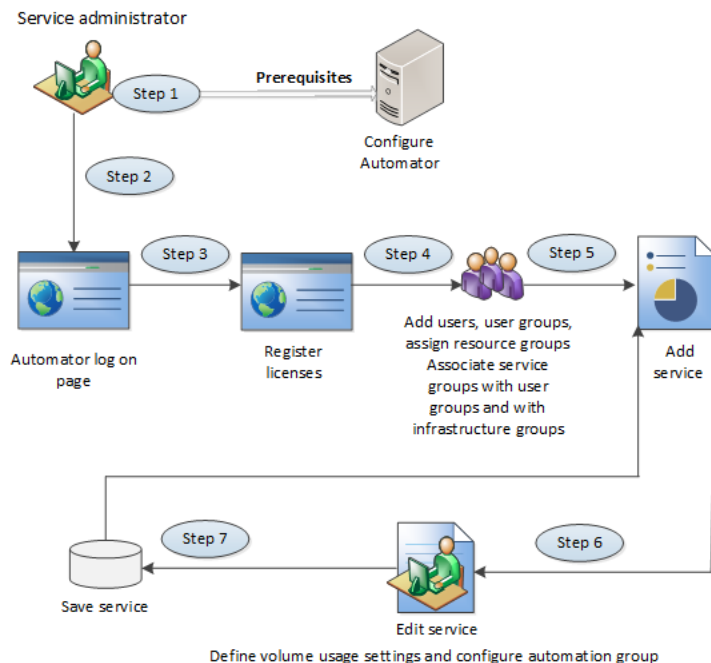 Service administrator
Step 1
Prerequisites
Configure
Automator
Step 2
Step 3
Step 4
Step 5
Automator log on
page
Register
licenses
Add users, user groups,
assign resource groups
Associate service
groups with user
groups and with
infrastructure groups
Add
service
Step 7
Step 6
Save service
Edit service
Define volume usage settings and configure automation group